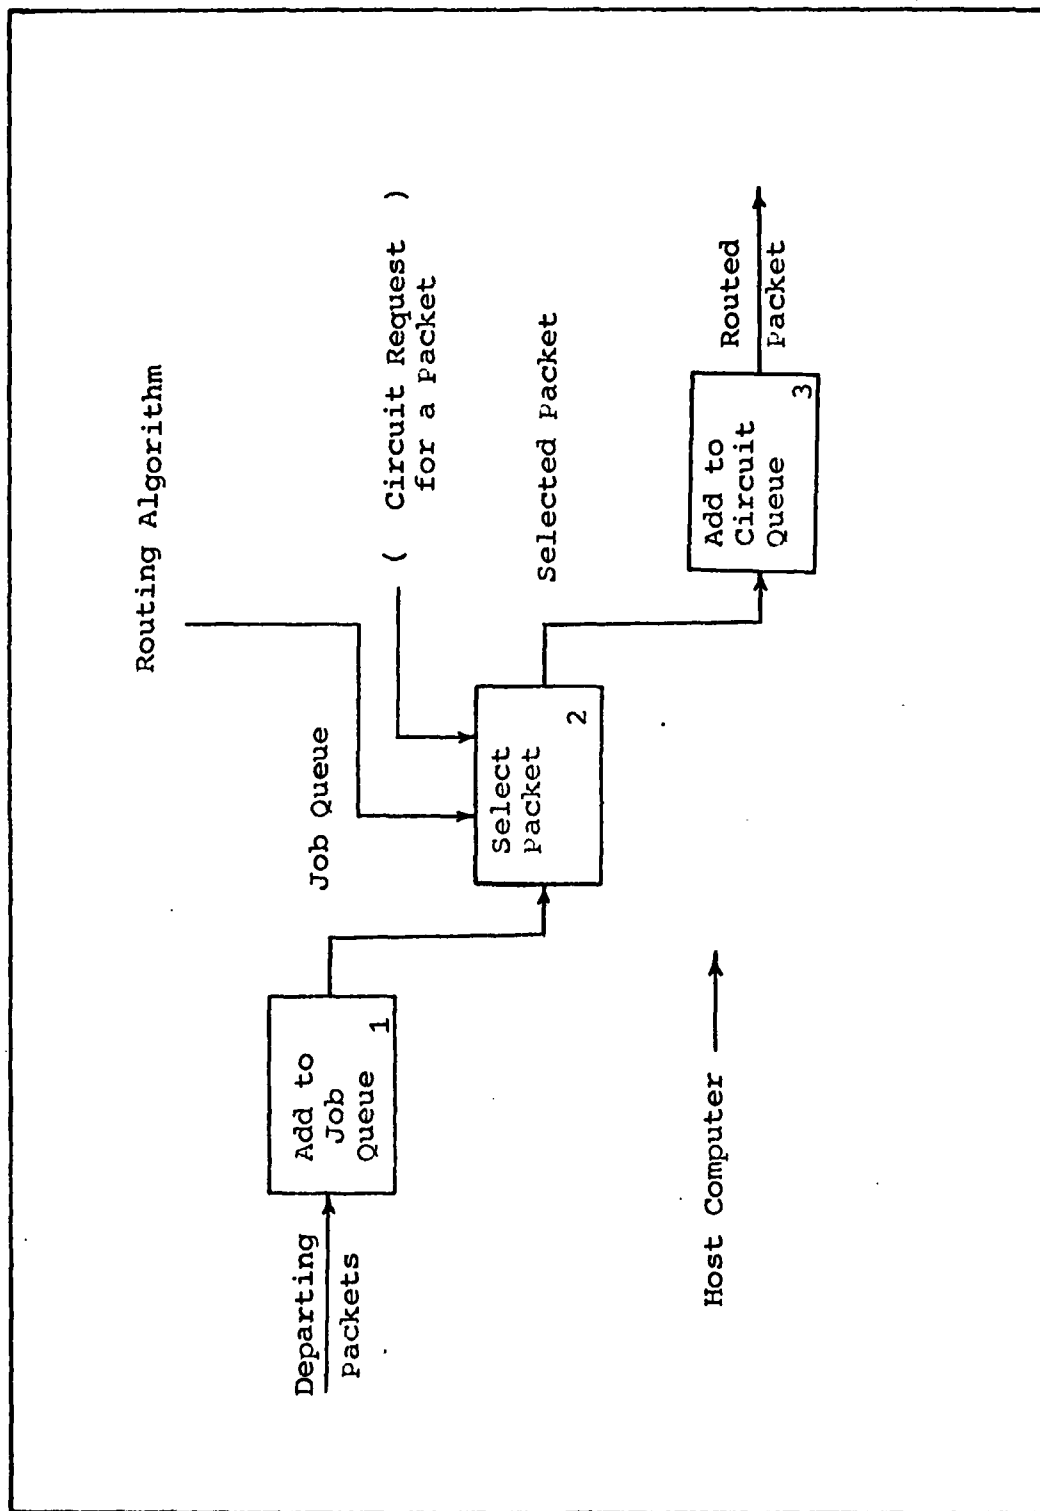 Routing Algorithm
( Circuit Request )
for a Packet
Job Queue
Departing
Packets
Add to
Job
Queue
1
Select
Packet
2
Selected Packet
Add to
Circuit
Queue
3
Routed
Packet
Host Computer